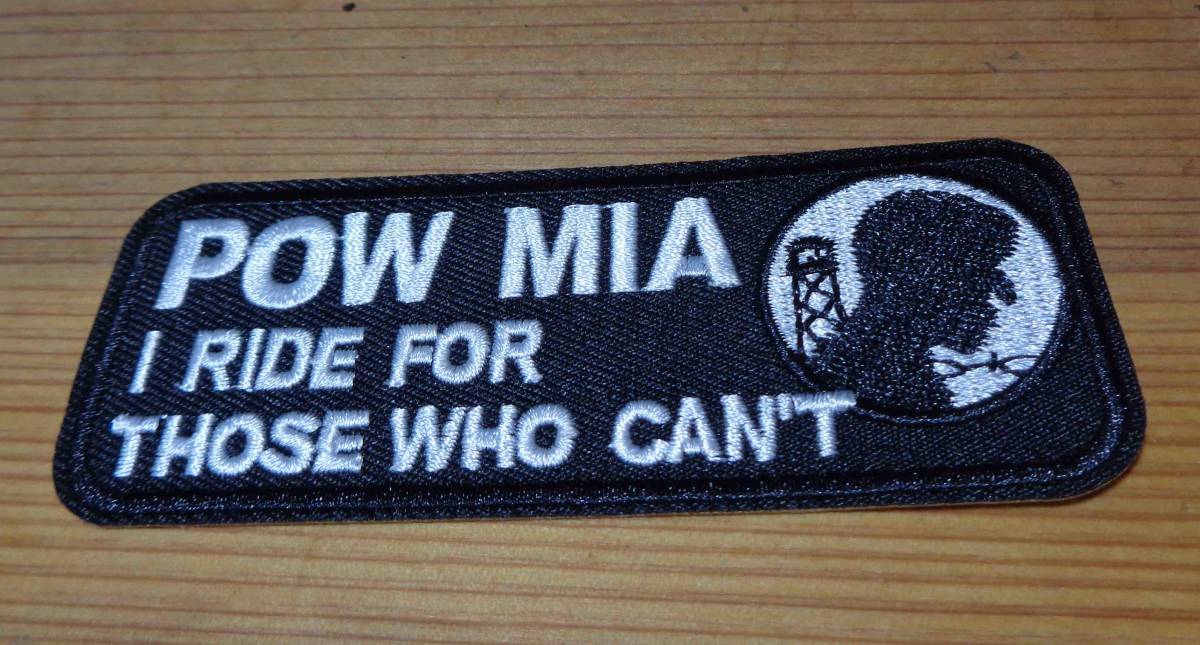 POW MIA
I RIDE FOR
THOSE WHO CAN'T